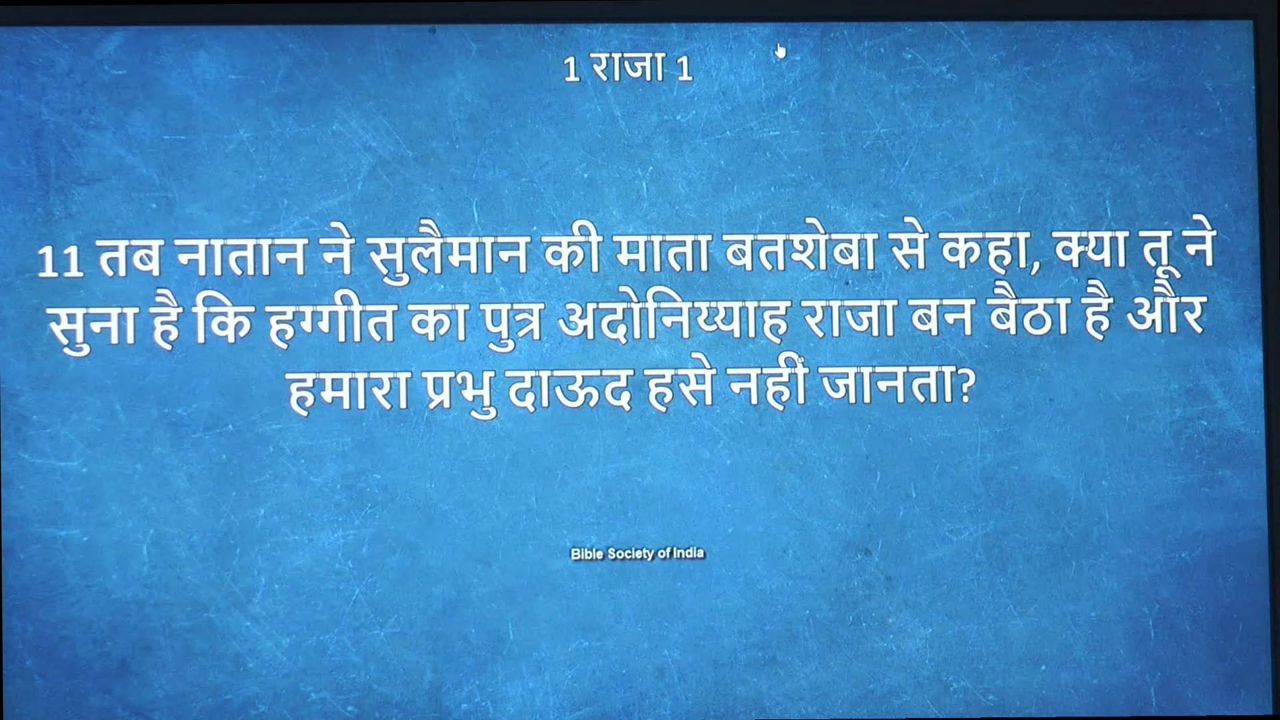 1 राजा 1
11 तब नातान ने सुलैमान की माता बतशेबा से कहा, क्या तू ने
सुना है कि हग्गीत का पुत्र अदोनिय्याह राजा बन बैठा है और
हमारा प्रभु दाऊद हसे नहीं जानता?
Bible Society of India